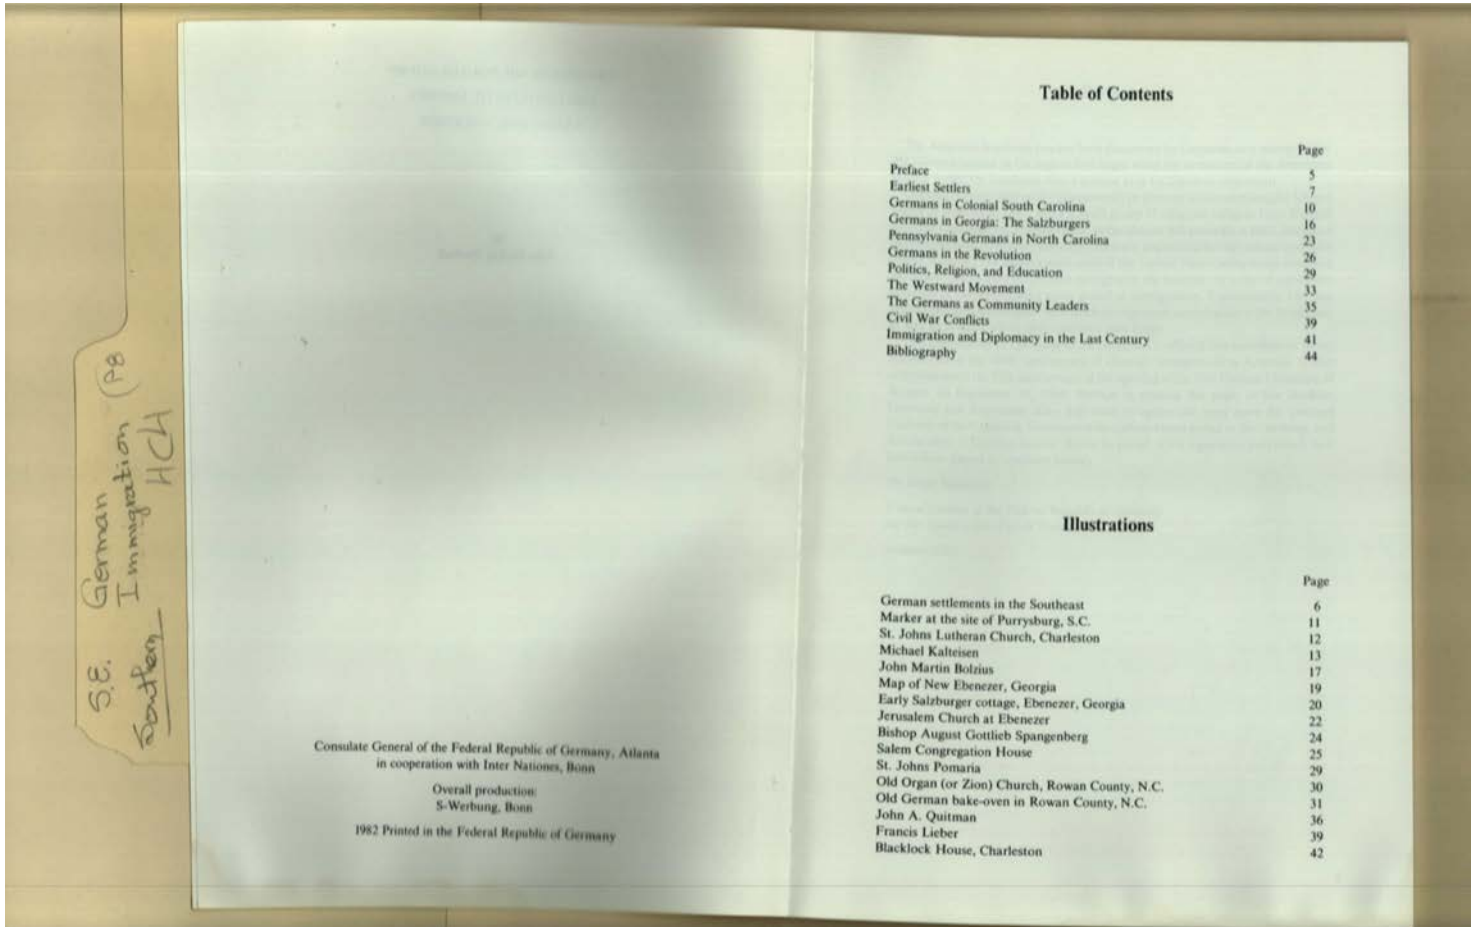 S.E. German
Immigration (P8
Southern HCH
Consulate General of the Federal Republic of Germany, Atlanta
in cooperation with Inter Nationes, Bonn
Overall production:
S-Werbung, Bonn
1982 Printed in the Federal Republic of Germany
Table of Contents
Page
Preface 5
Earliest Settlers 7
Germans in Colonial South Carolina 10
Germans in Georgia: The Salzburgers 16
Pennsylvania Germans in North Carolina 23
Germans in the Revolution 26
Politics, Religion, and Education 29
The Westward Movement 33
The Germans as Community Leaders 35
Civil War Conflicts 39
Immigration and Diplomacy in the Last Century 41
Bibliography 44
Illustrations
Page
German settlements in the Southeast 6
Marker at the site of Purrysburg, S.C. 11
St. Johns Lutheran Church, Charleston 12
Michael Kalteisen 13
John Martin Bolzius 17
Map of New Ebenezer, Georgia 19
Early Salzburger cottage, Ebenezer, Georgia 20
Jerusalem Church at Ebenezer 22
Bishop August Gottlieb Spangenberg 24
Salem Congregation House 25
St. Johns Pomaria 29
Old Organ (or Zion) Church, Rowan County, N.C. 30
Old German bake-oven in Rowan County, N.C. 31
John A. Quitman 36
Francis Lieber 39
Blacklock House, Charleston 42